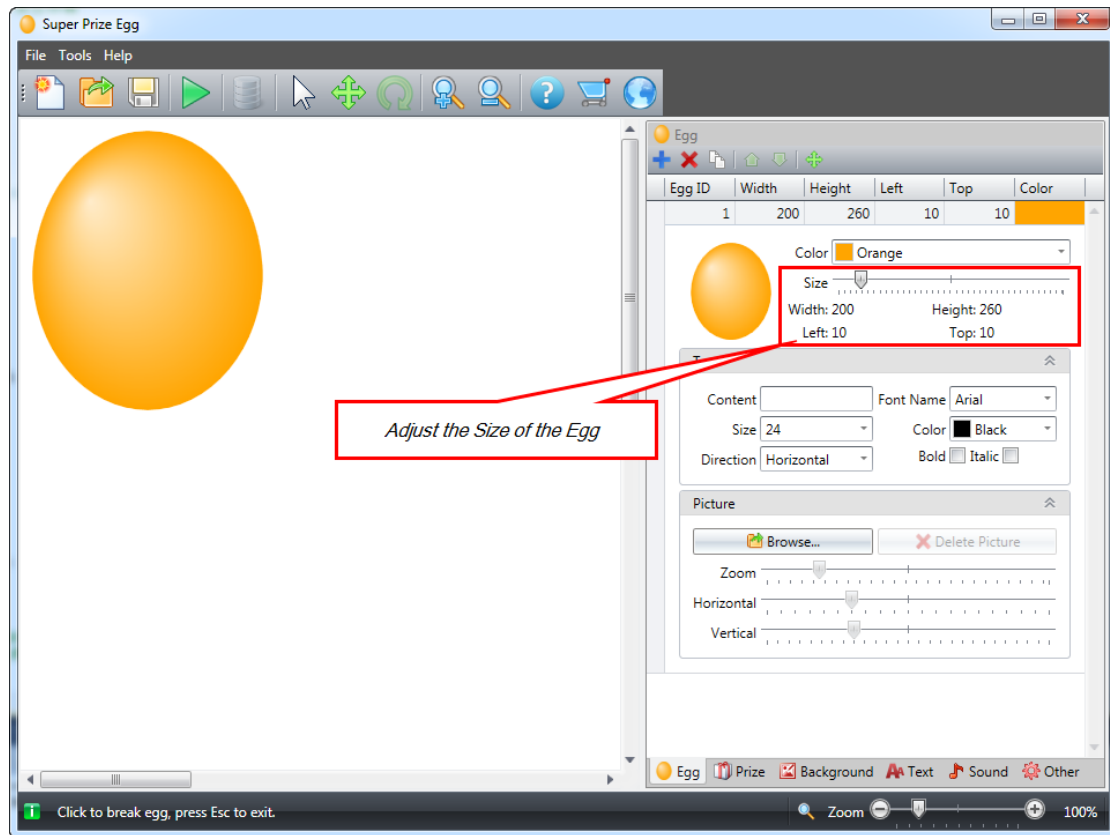 Super Prize Egg
File Tools Help
Egg
Egg ID Width Height Left Top Color
1 200 260 10 10
Color Orange
Size
Width: 200 Height: 260
Left: 10 Top: 10
Adjust the Size of the Egg
Content Font Name Arial
Size 24 Color Black
Direction Horizontal Bold Italic
Picture
Browse... Delete Picture
Zoom
Horizontal
Vertical
Egg Prize Background Text Sound Other
Click to break egg, press Esc to exit. Zoom 100%